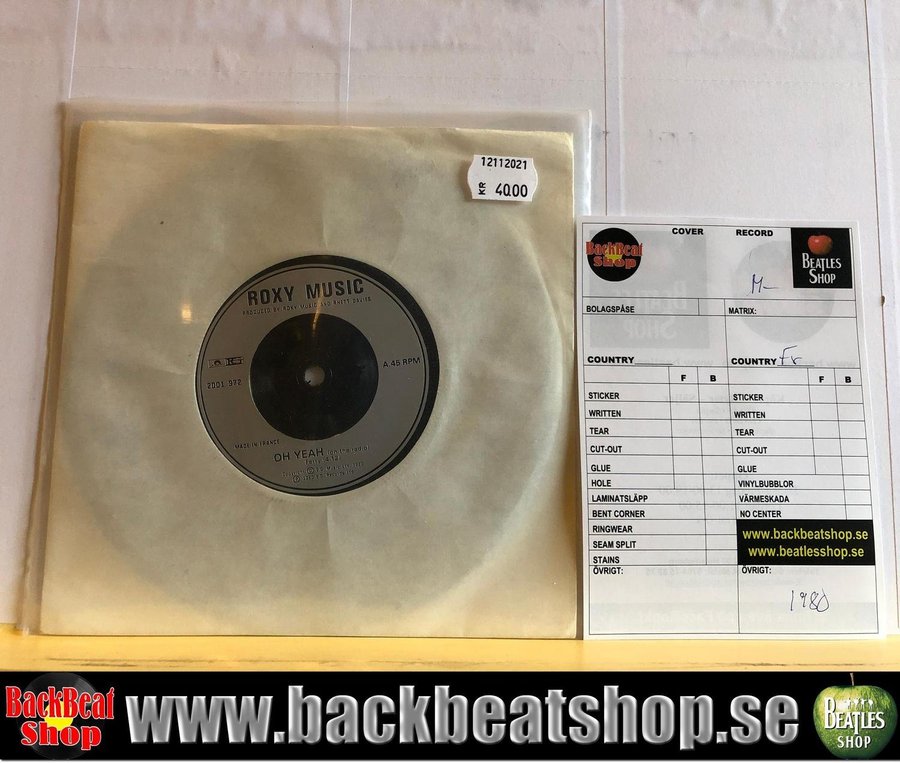 12112021
KR 40.00
ROXY MUSIC
PRODUCED BY ROXY MUSIC AND RHETT DAVIES
A.45 RPM
2001 972
MADE IN FRANCE
OH YEAH (on the radio)
COVER RECORD
BackBeat Shop
BEATLES SHOP
M-
BOLAGSPÅSE MATRIX:
COUNTRY COUNTRY Fr
F B F B
STICKER STICKER
WRITTEN WRITTEN
TEAR TEAR
CUT-OUT CUT-OUT
GLUE GLUE
HOLE VINYLBUBBLOR
LAMINATSLÄPP VÄRMESKADA
BENT CORNER NO CENTER
RINGWEAR
SEAM SPLIT
STAINS
www.backbeatshop.se
www.beatlesshop.se
ÖVRIGT: ÖVRIGT:
1980
BackBeat Shop
www.backbeatshop.se
BEATLES SHOP